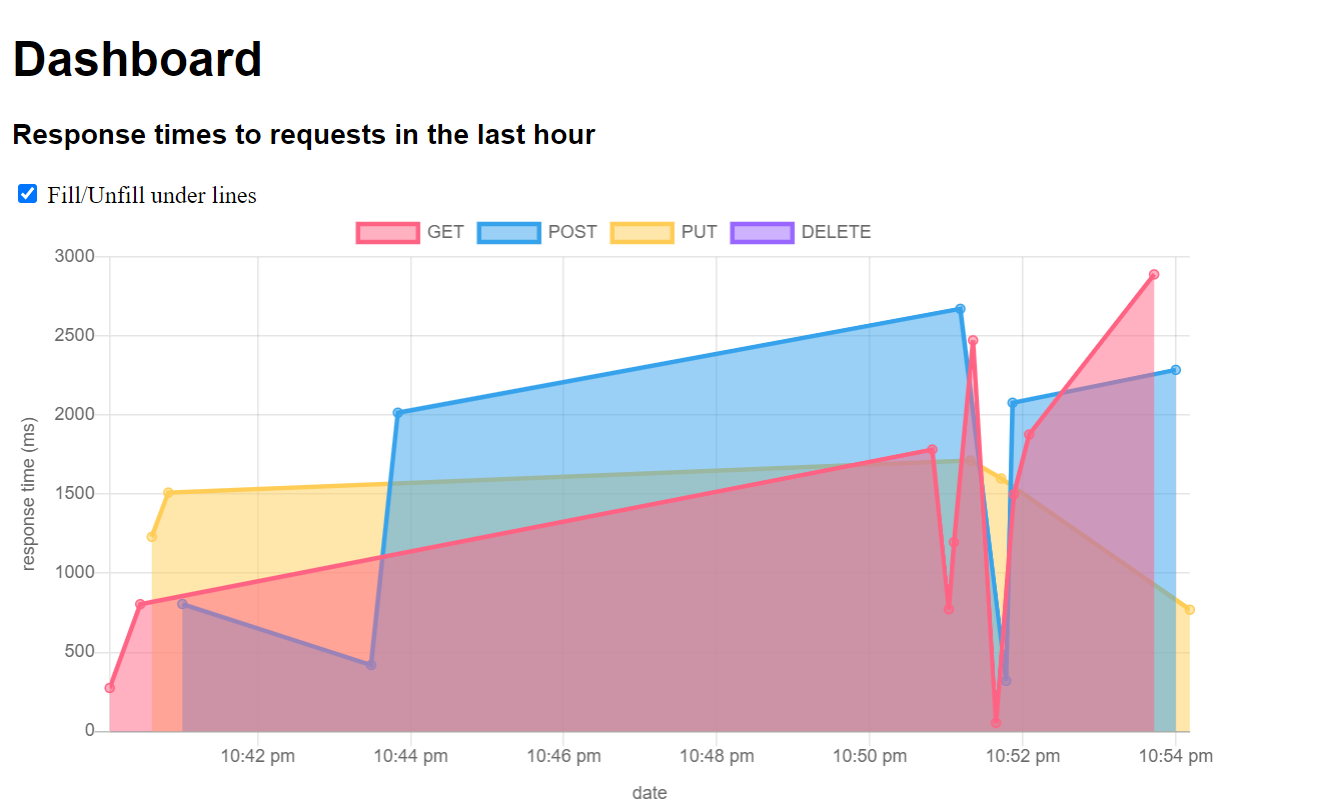 Dashboard
Response times to requests in the last hour
Fill/Unfill under lines
GET POST PUT DELETE
3000
2500
2000
1500
1000
500
0
response time (ms)
10:42 pm 10:44 pm 10:46 pm 10:48 pm 10:50 pm 10:52 pm 10:54 pm
date